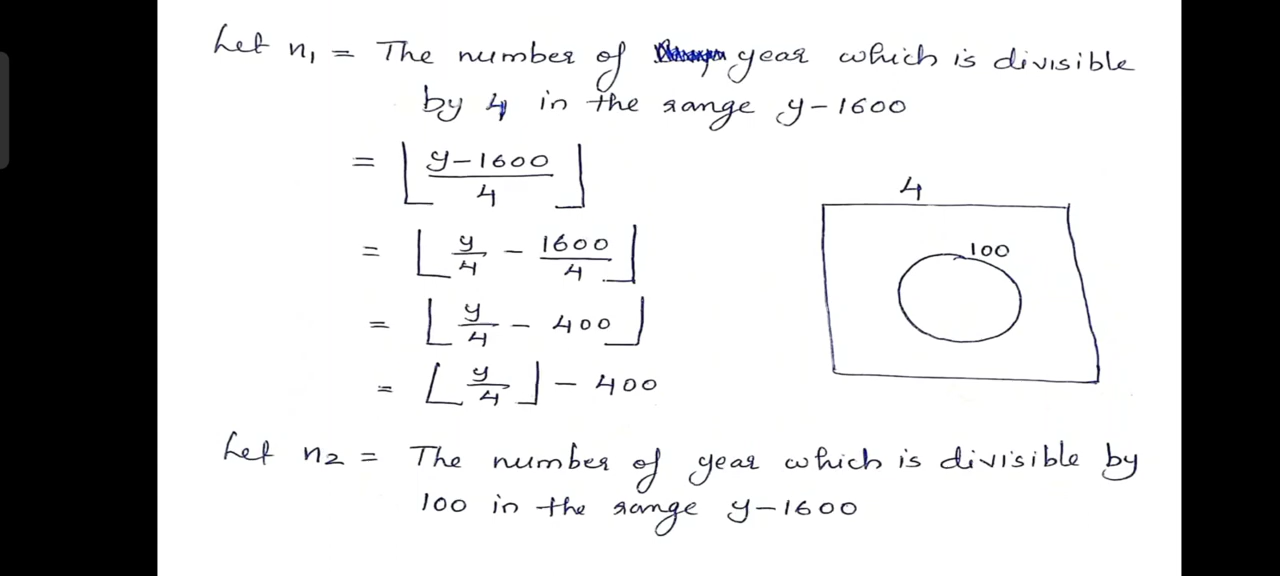 Let n₁ = The number of year which is divisible
by 4 in the range y-1600
= ⌊(y-1600)/4⌋
4
= ⌊y/4 - 1600/4⌋
100
= ⌊y/4 - 400⌋
= ⌊y/4⌋ - 400
Let n₂ = The number of year which is divisible by
100 in the range y-1600